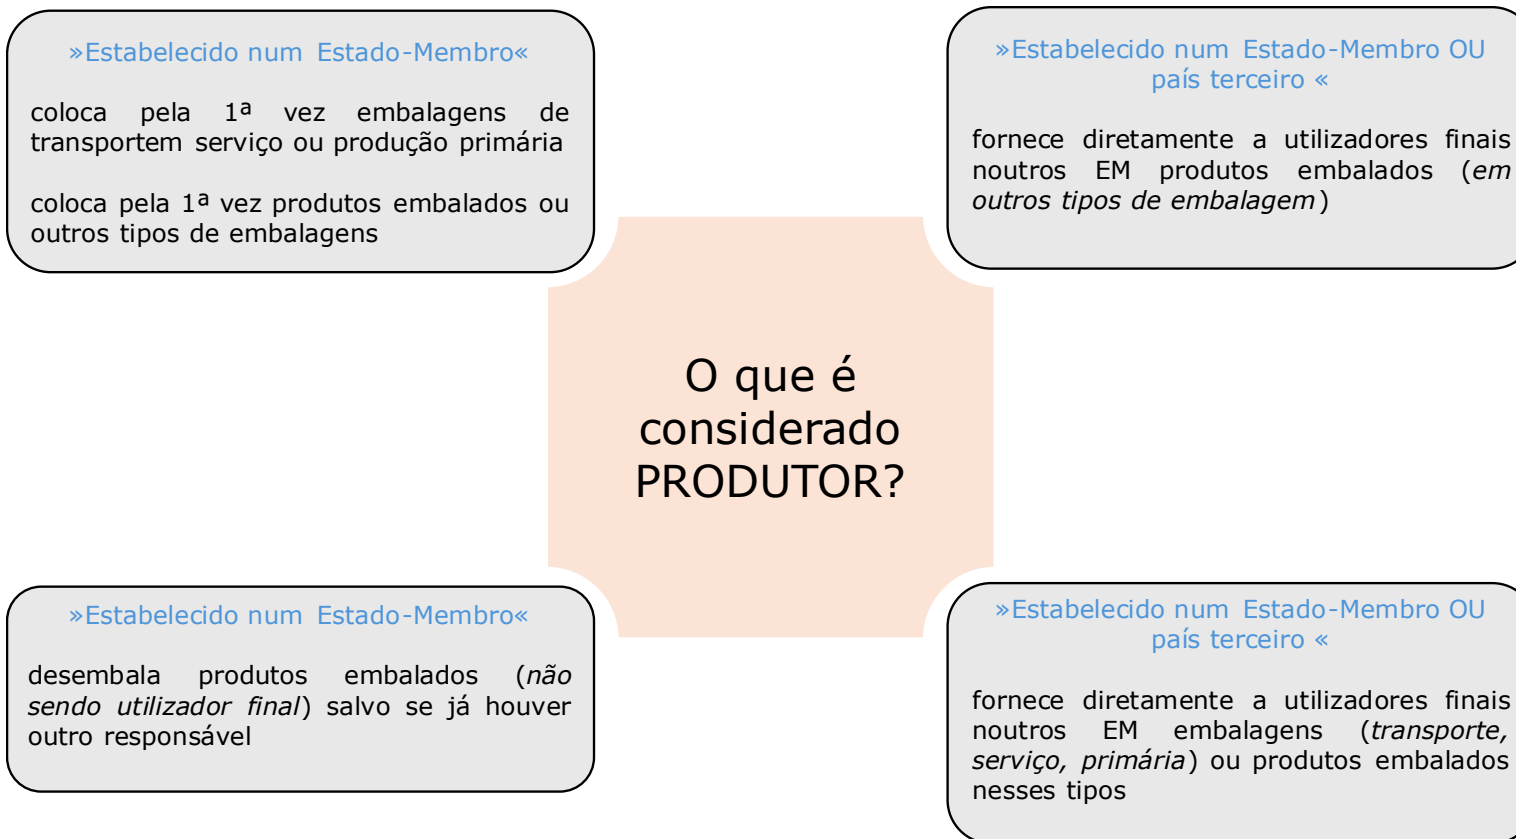 »Estabelecido num Estado-Membro«
coloca pela 1ª vez embalagens de
transportem serviço ou produção primária
coloca pela 1ª vez produtos embalados ou
outros tipos de embalagens
»Estabelecido num Estado-Membro OU
país terceiro «
fornece diretamente a utilizadores finais
noutros EM produtos embalados (em
outros tipos de embalagem)
O que é
considerado
PRODUTOR?
»Estabelecido num Estado-Membro«
desembala produtos embalados (não
sendo utilizador final) salvo se já houver
outro responsável
»Estabelecido num Estado-Membro OU
país terceiro «
fornece diretamente a utilizadores finais
noutros EM embalagens (transporte,
serviço, primária) ou produtos embalados
nesses tipos